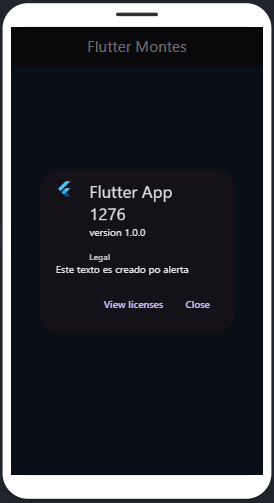 Flutter Montes
Flutter App
1276
version 1.0.0
Legal
Este texto es creado po alerta
View licenses
Close